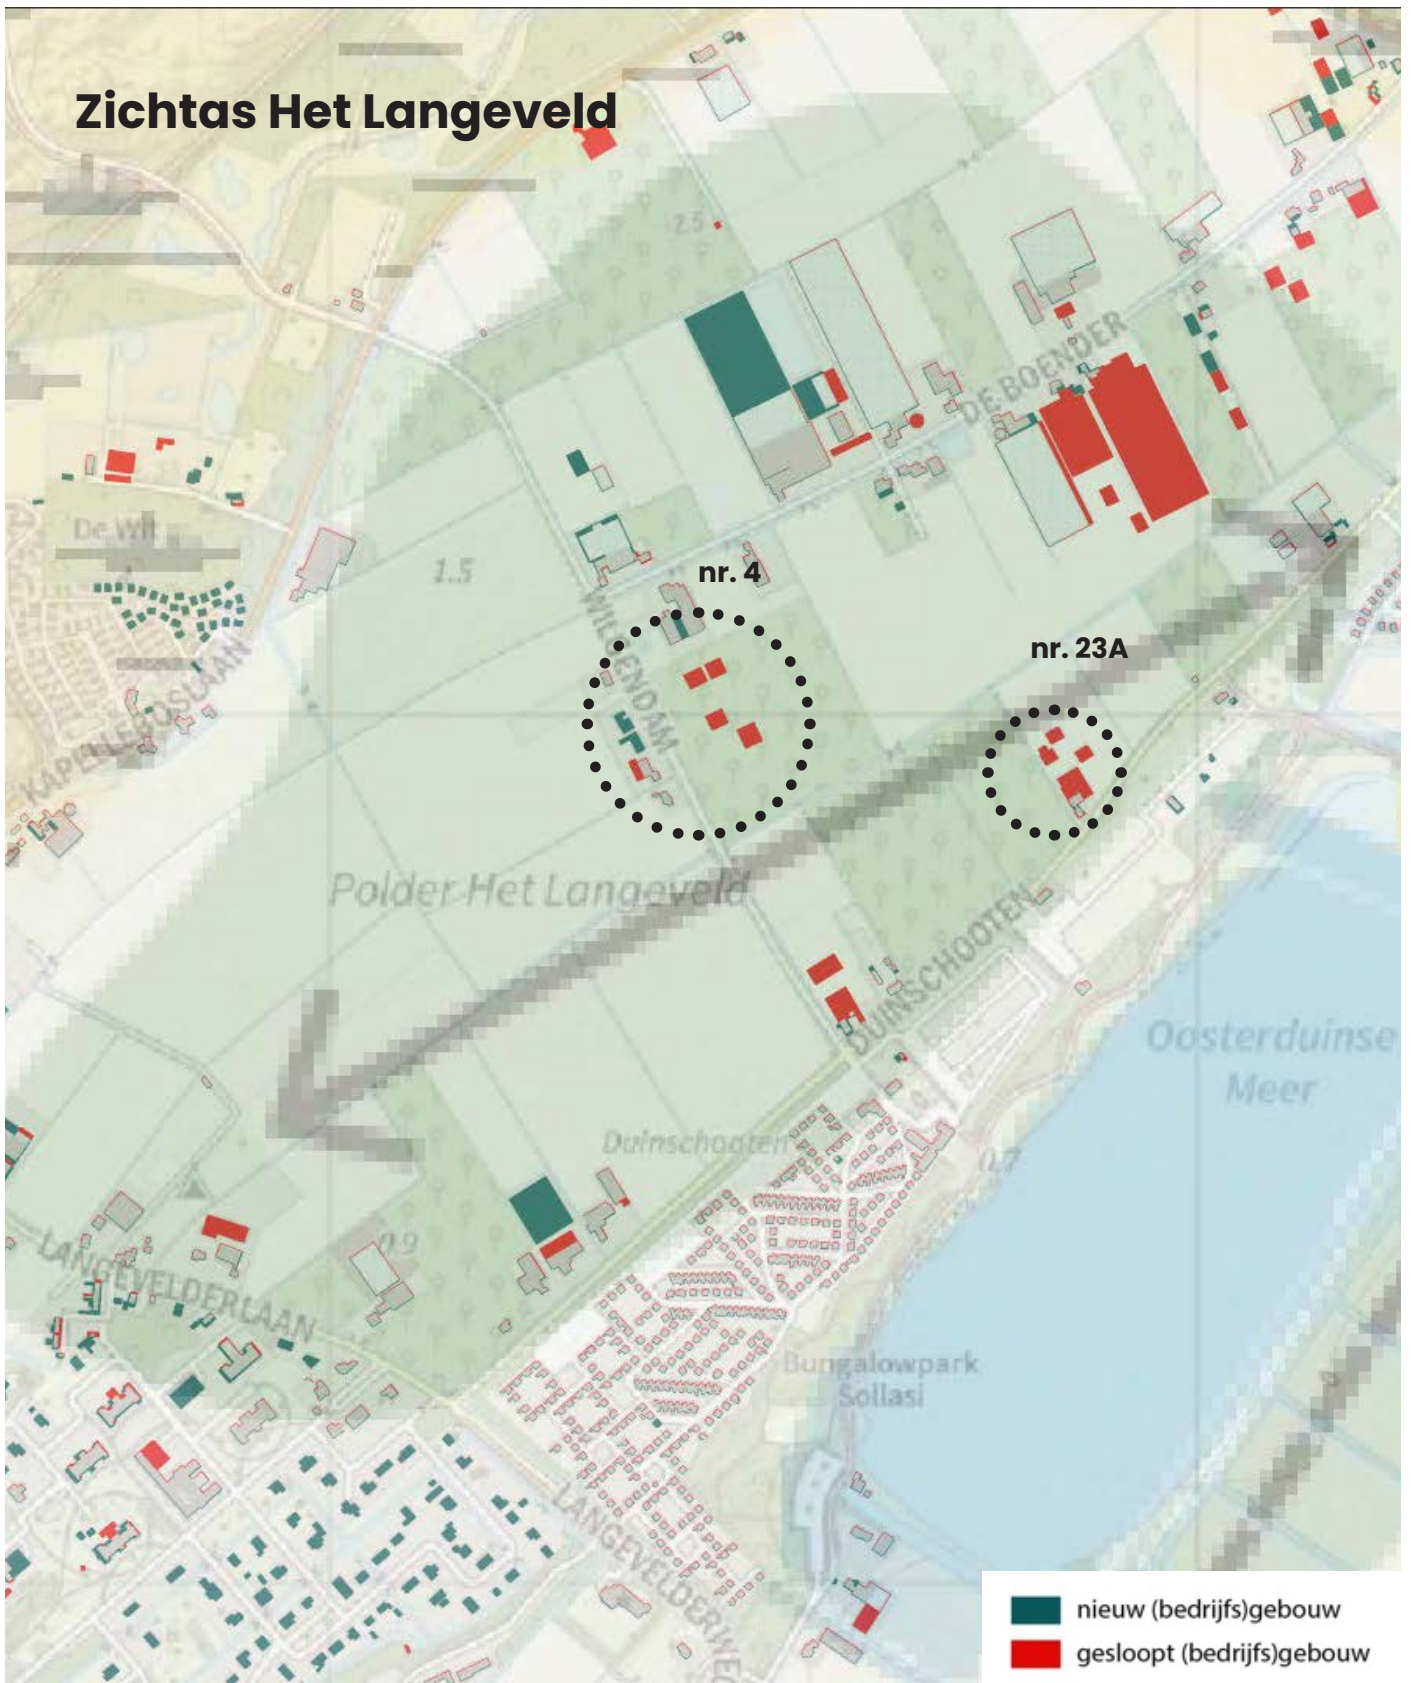 Zichtas Het Langeveld
2.5
DE BOENDER
De Wit
1.5
nr. 4
WILGENDAM
nr. 23A
KAPELLEBOSLAAN
Polder Het Langeveld
DUINSCHOOTEN
Oosterduinse
Meer
Duinschooten
0.7
0.9
LANGEVELDERLAAN
Bungalowpark
Sollasi
LANGEVELDERWEG
nieuw (bedrijfs)gebouw
gesloopt (bedrijfs)gebouw